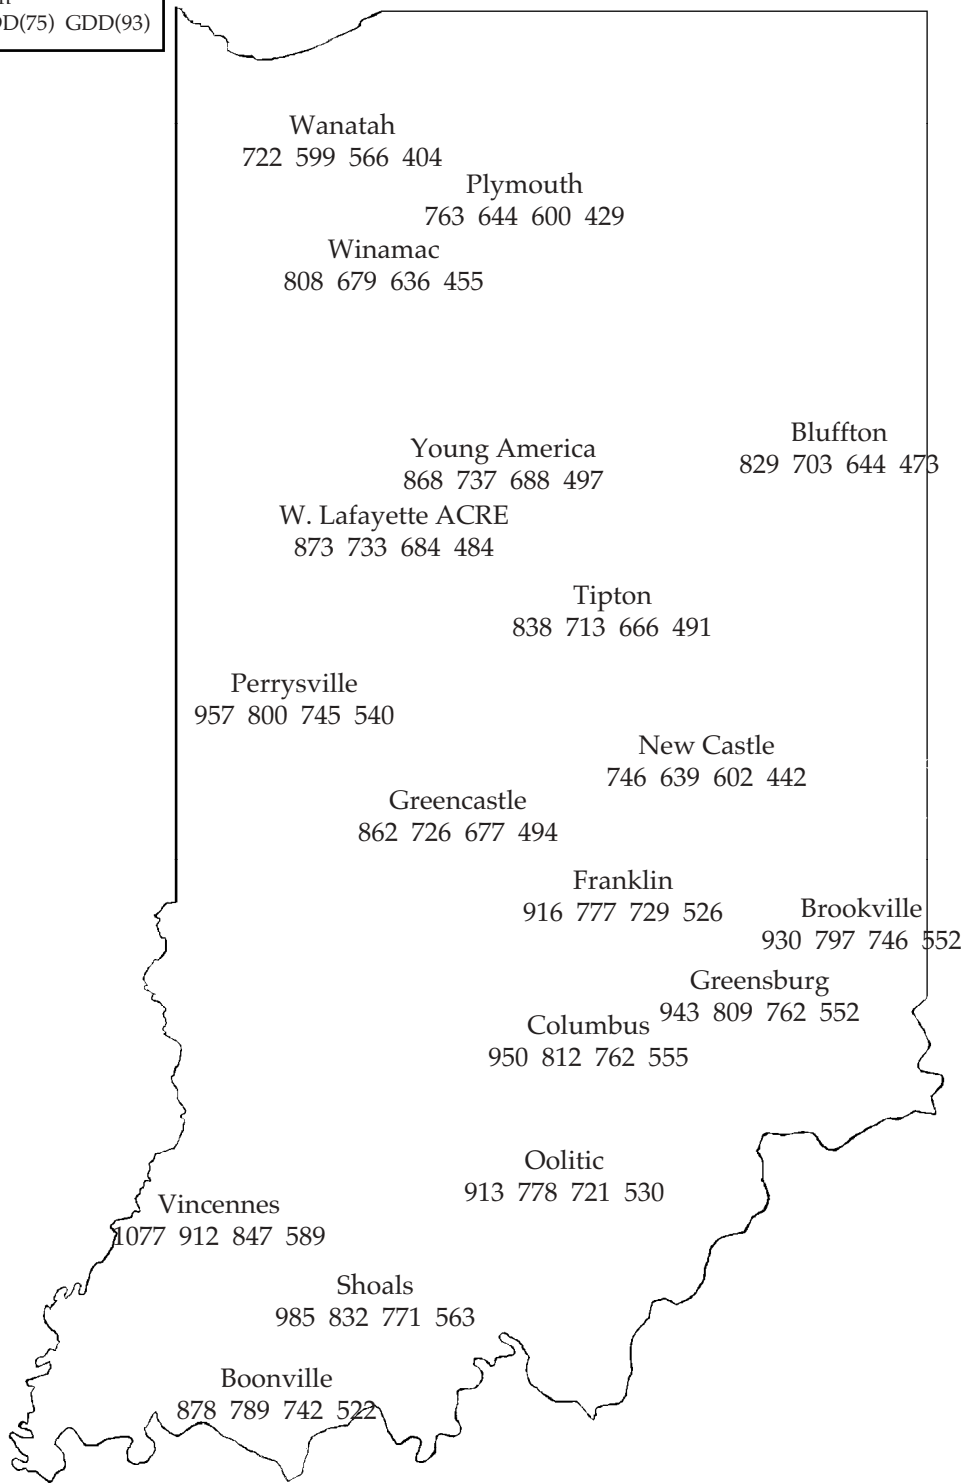 GDD(93)
Wanatah
722 599 566 404
Plymouth
763 644 600 429
Winamac
808 679 636 455
Bluffton
829 703 644 473
Young America
868 737 688 497
W. Lafayette ACRE
873 733 684 484
Tipton
838 713 666 491
Perrysville
957 800 745 540
New Castle
746 639 602 442
Greencastle
862 726 677 494
Franklin
916 777 729 526
Brookville
930 797 746 552
Greensburg
943 809 762 552
Columbus
950 812 762 555
Oolitic
913 778 721 530
Vincennes
1077 912 847 589
Shoals
985 832 771 563
Boonville
878 789 742 522